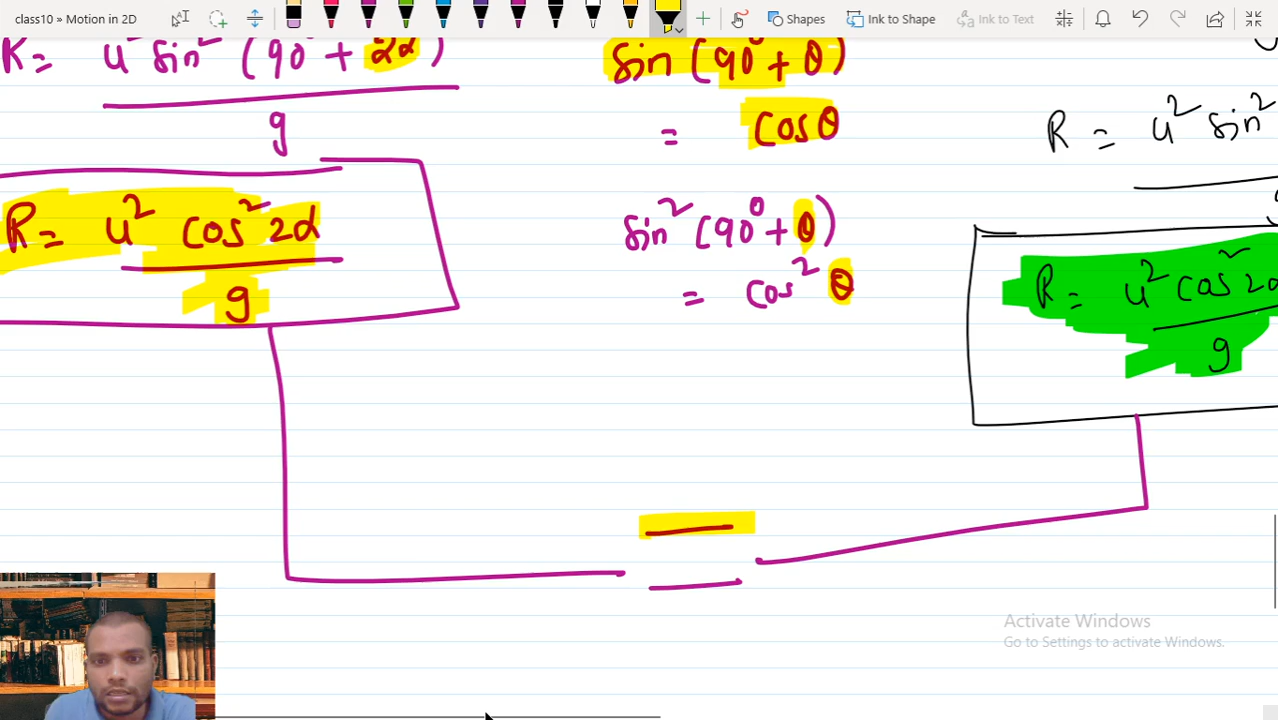 class10 » Motion in 2D
Shapes
Ink to Shape
Ink to Text
R = u² sin² (90° + 2α)
g
R = u² cos² 2α
g
sin (90° + θ)
= cos θ
sin² (90° + θ)
= cos² θ
R = u² sin²
R = u² cos² 2α
g
Activate Windows
Go to Settings to activate Windows.